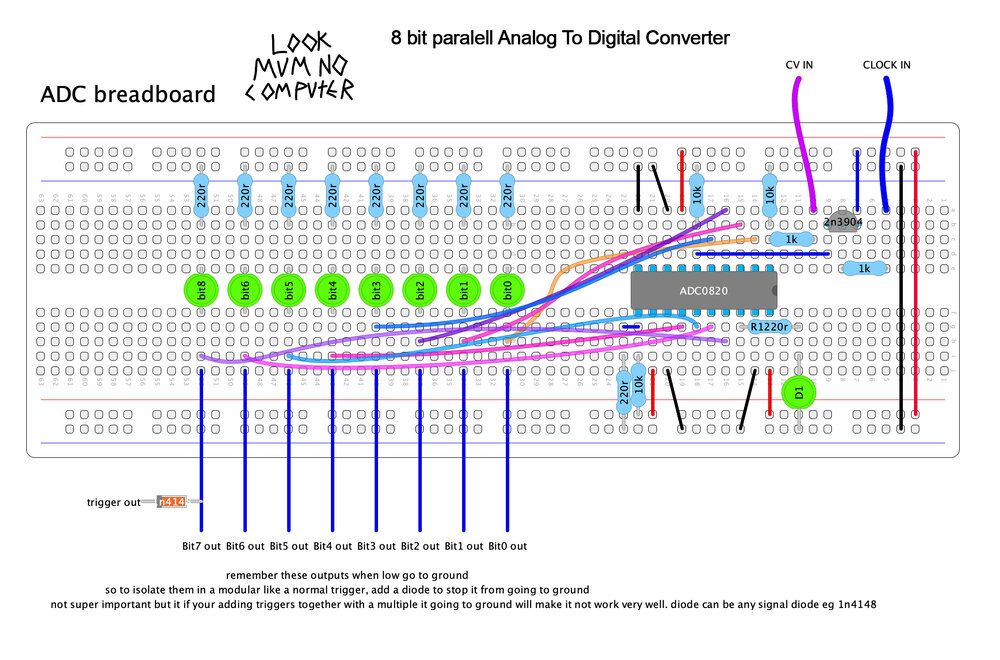 LOOK
MUM NO
COMPUTER
8 bit paralell Analog To Digital Converter
ADC breadboard
CV IN
CLOCK IN
220r
220r
220r
220r
220r
220r
220r
220r
10k
10k
2n3904
1k
1k
bit8
bit6
bit5
bit4
bit3
bit2
bit1
bit0
ADC0820
R1220r
220r
10k
D1
trigger out
n414
Bit7 out
Bit6 out
Bit5 out
Bit4 out
Bit3 out
Bit2 out
Bit1 out
Bit0 out
remember these outputs when low go to ground
so to isolate them in a modular like a normal trigger, add a diode to stop it from going to ground
not super important but it if your adding triggers together with a multiple it going to ground will make it not work very well. diode can be any signal diode eg 1n4148